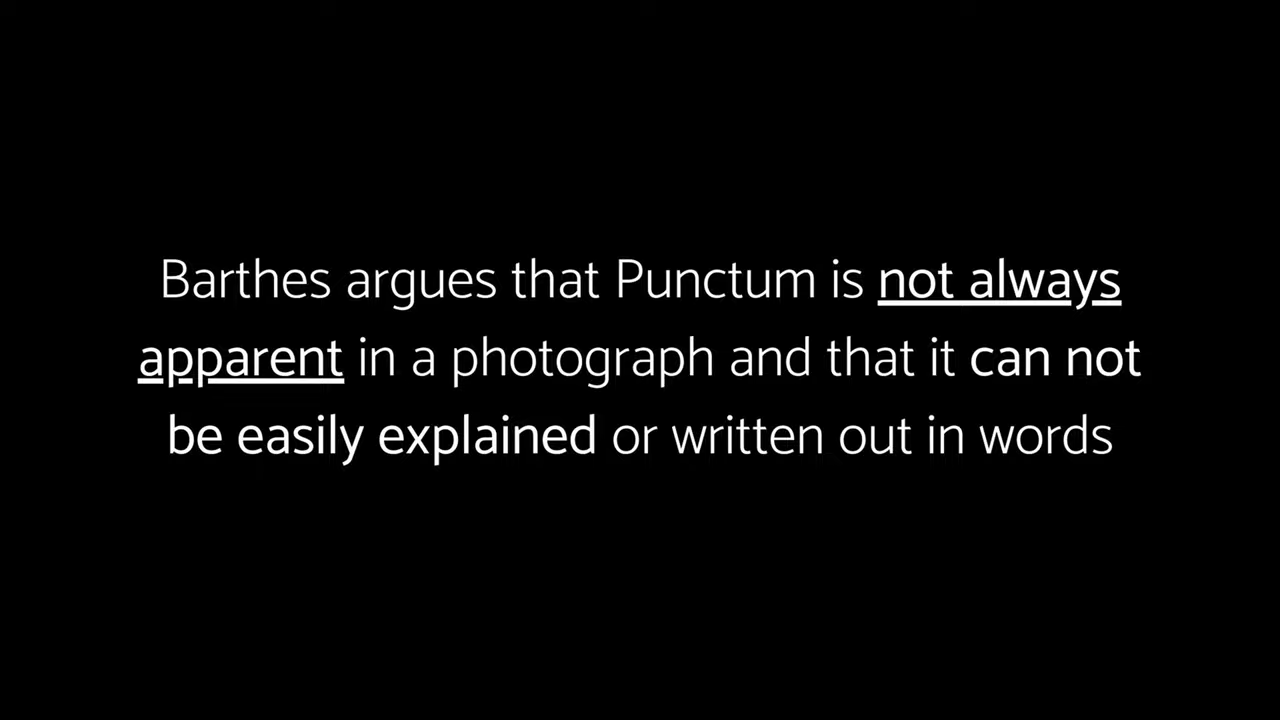 Barthes argues that Punctum is not always
apparent in a photograph and that it can not
be easily explained or written out in words